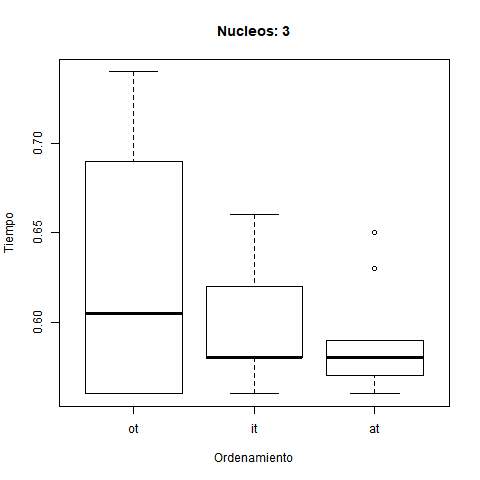 Nucleos: 3
Tiempo
0.70
0.65
0.60
ot it at
Ordenamiento